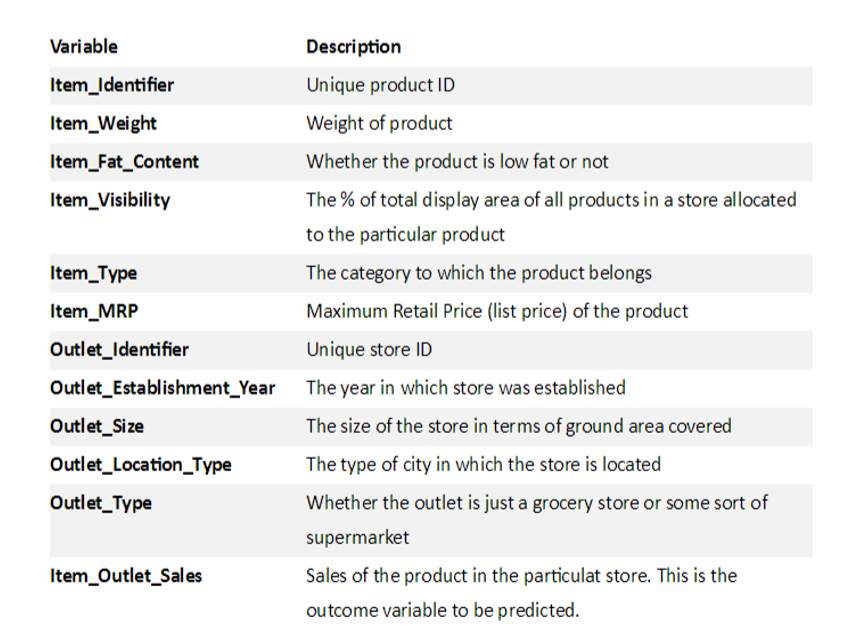 Variable Description
Item_Identifier Unique product ID
Item_Weight Weight of product
Item_Fat_Content Whether the product is low fat or not
Item_Visibility The % of total display area of all products in a store allocated
to the particular product
Item_Type The category to which the product belongs
Item_MRP Maximum Retail Price (list price) of the product
Outlet_Identifier Unique store ID
Outlet_Establishment_Year The year in which store was established
Outlet_Size The size of the store in terms of ground area covered
Outlet_Location_Type The type of city in which the store is located
Outlet_Type Whether the outlet is just a grocery store or some sort of
supermarket
Item_Outlet_Sales Sales of the product in the particulat store. This is the
outcome variable to be predicted.